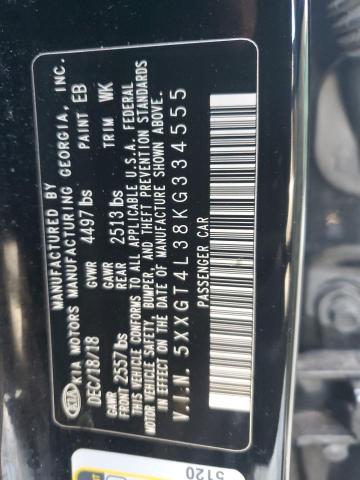 MANUFACTURED BY
KIA KIA MOTORS MANUFACTURING GEORGIA, INC.
DEC/18/18 GVWR 4497 lbs PAINT EB
GAWR FRONT 2557 lbs GAWR REAR 2513 lbs TRIM WK
THIS VEHICLE CONFORMS TO ALL APPLICABLE U.S.A. FEDERAL
MOTOR VEHICLE SAFETY, BUMPER, AND THEFT PREVENTION STANDARDS
IN EFFECT ON THE DATE OF MANUFACTURE SHOWN ABOVE.
V.I.N. 5XXGT4L38KG334555
PASSENGER CAR
5120